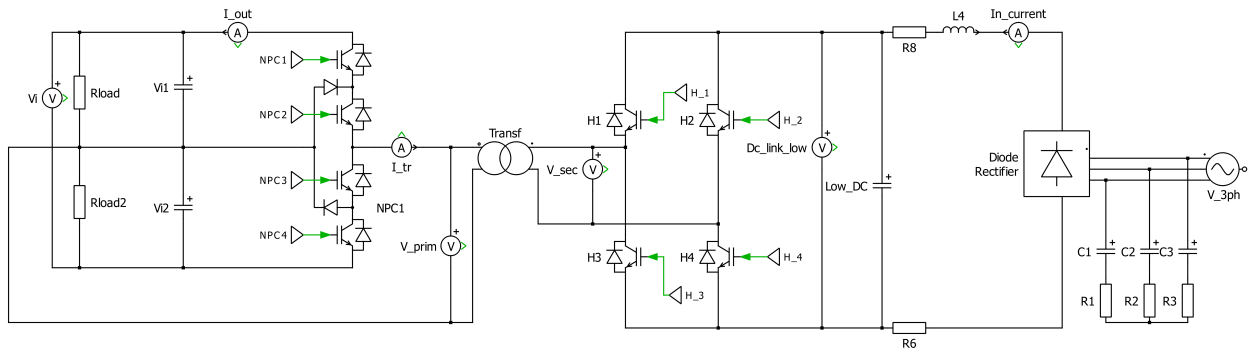 I_out
A
L4
In_current
A
NPC1
R8
Vi
V
Rload
Vi1
NPC2
H_1
H1
H2
H_2
Transf
A
I_tr
Dc_link_low
V
Diode
Rectifier
V_sec
V
V_3ph
NPC3
Low_DC
Rload2
Vi2
NPC1
NPC4
V_prim
V
H3
H4
H_4
C1
C2
C3
H_3
R1
R2
R3
R6